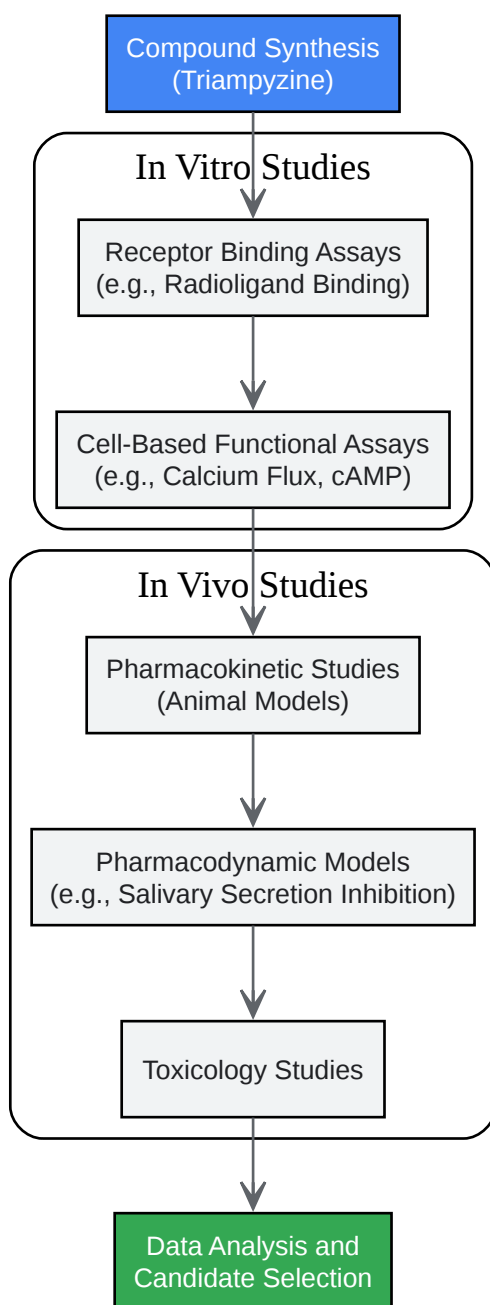 Compound Synthesis
(Triampyzine)
In Vitro Studies
Receptor Binding Assays
(e.g., Radioligand Binding)
Cell-Based Functional Assays
(e.g., Calcium Flux, cAMP)
In Vivo Studies
Pharmacokinetic Studies
(Animal Models)
Pharmacodynamic Models
(e.g., Salivary Secretion Inhibition)
Toxicology Studies
Data Analysis and
Candidate Selection